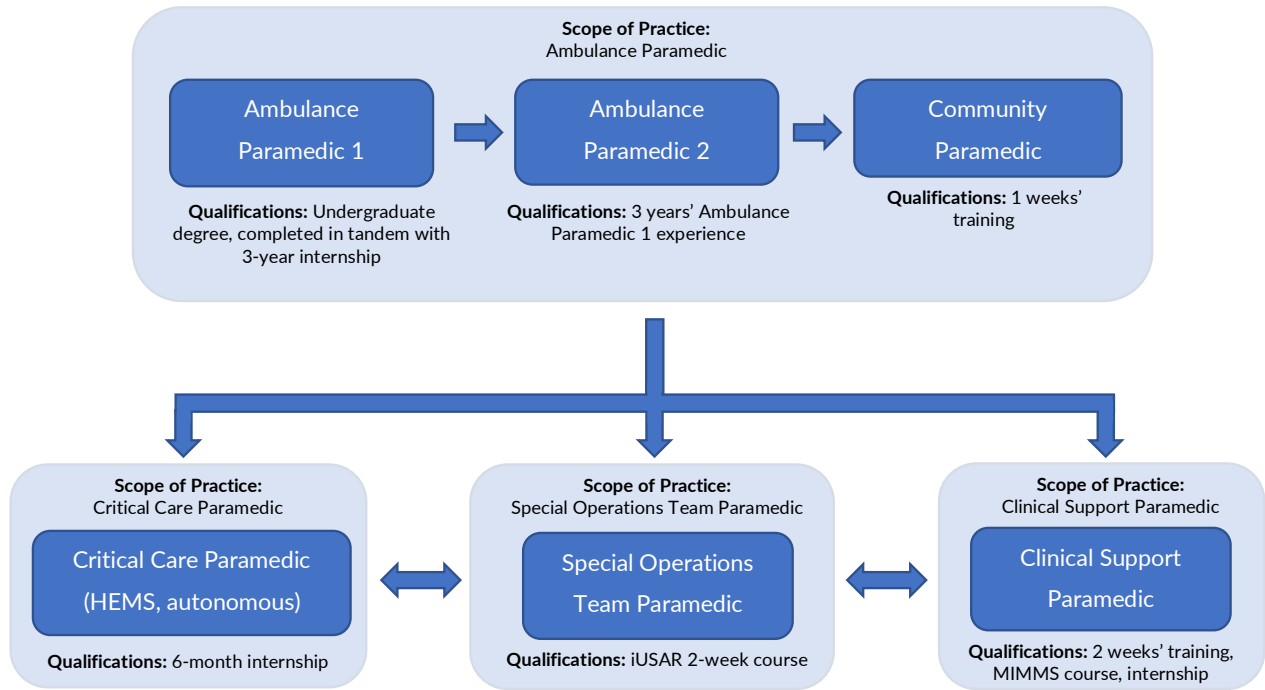 Scope of Practice:
Ambulance Paramedic
Ambulance
Paramedic 1
Qualifications: Undergraduate
degree, completed in tandem with
3-year internship
Ambulance
Paramedic 2
Qualifications: 3 years’ Ambulance
Paramedic 1 experience
Community
Paramedic
Qualifications: 1 weeks’
training
Scope of Practice:
Critical Care Paramedic
Critical Care Paramedic
(HEMS, autonomous)
Qualifications: 6-month internship
Scope of Practice:
Special Operations Team Paramedic
Special Operations
Team Paramedic
Qualifications: iUSAR 2-week course
Scope of Practice:
Clinical Support Paramedic
Clinical Support
Paramedic
Qualifications: 2 weeks’ training,
MIMMS course, internship